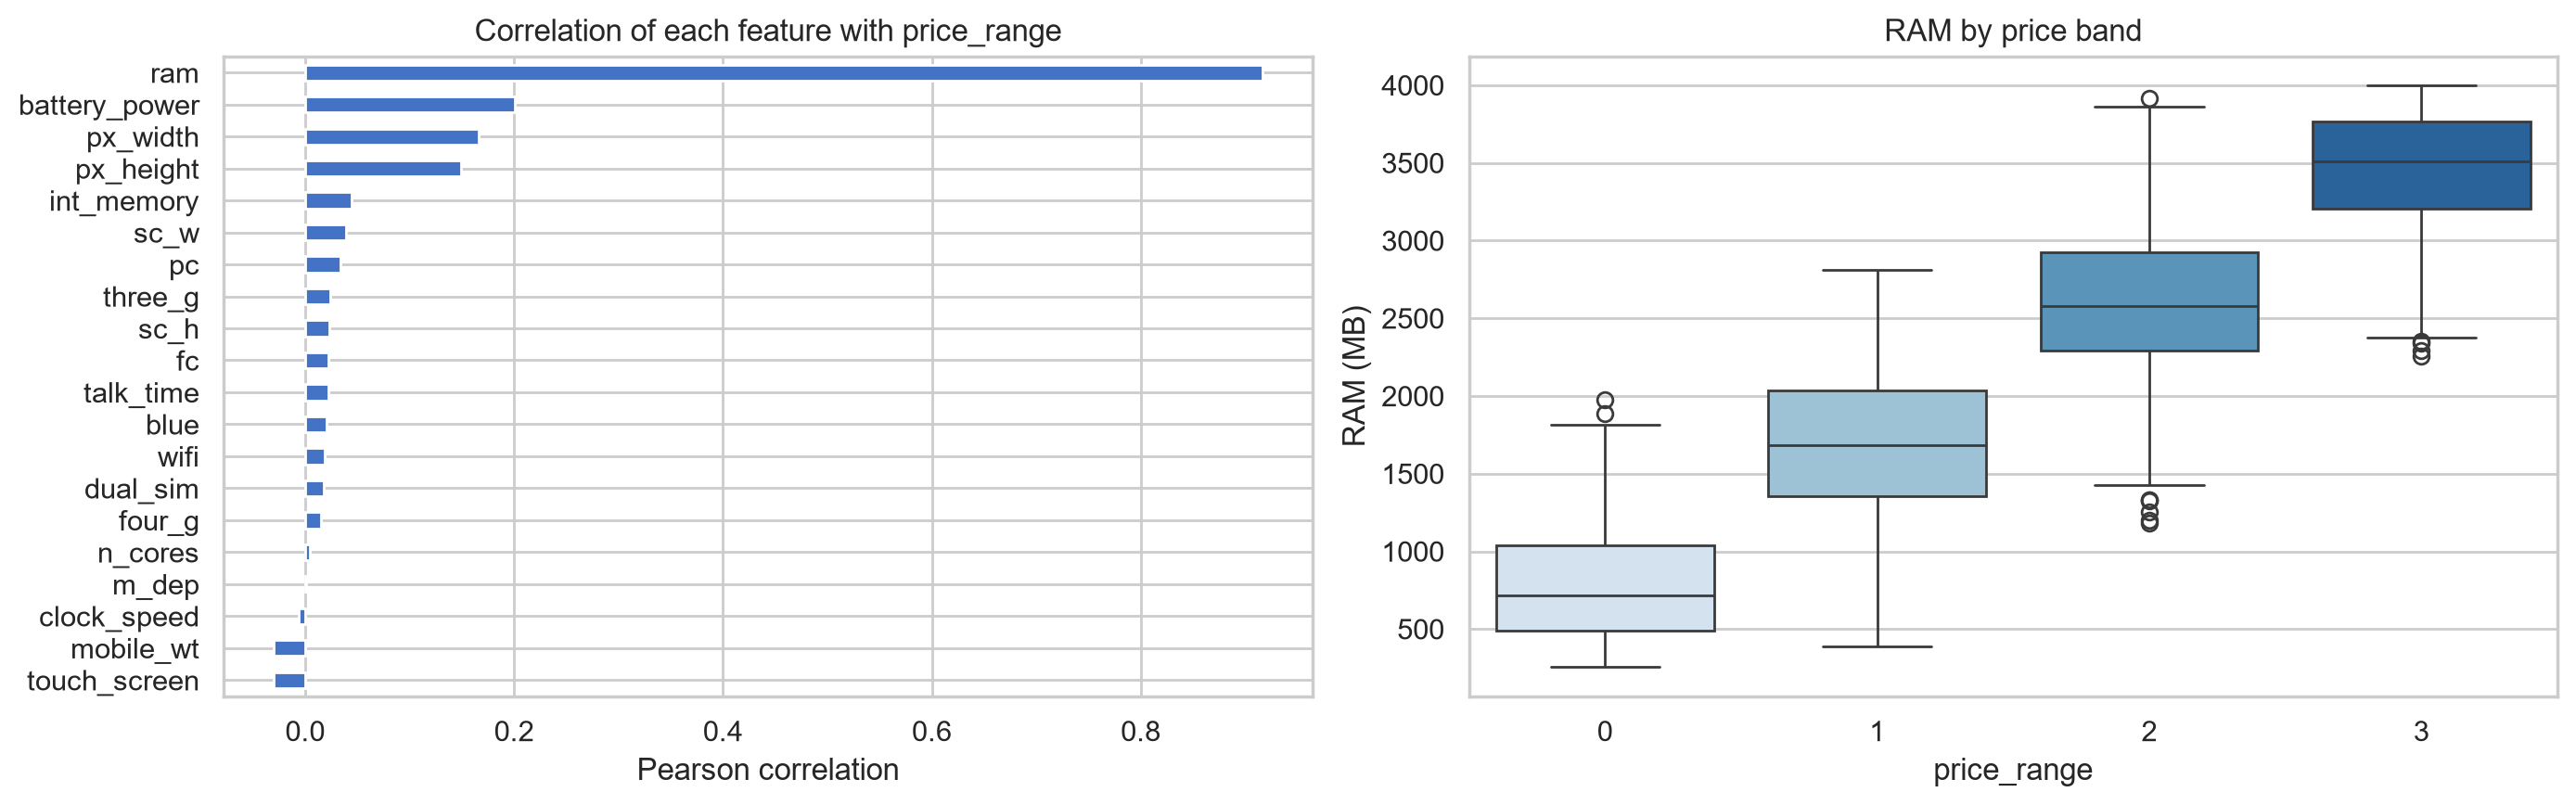 Correlation of each feature with price_range
ram
battery_power
px_width
px_height
int_memory
sc_w
pc
three_g
sc_h
fc
talk_time
blue
wifi
dual_sim
four_g
n_cores
m_dep
clock_speed
mobile_wt
touch_screen
0.0 0.2 0.4 0.6 0.8
Pearson correlation
RAM by price band
RAM (MB)
4000
3500
3000
2500
2000
1500
1000
500
0 1 2 3
price_range